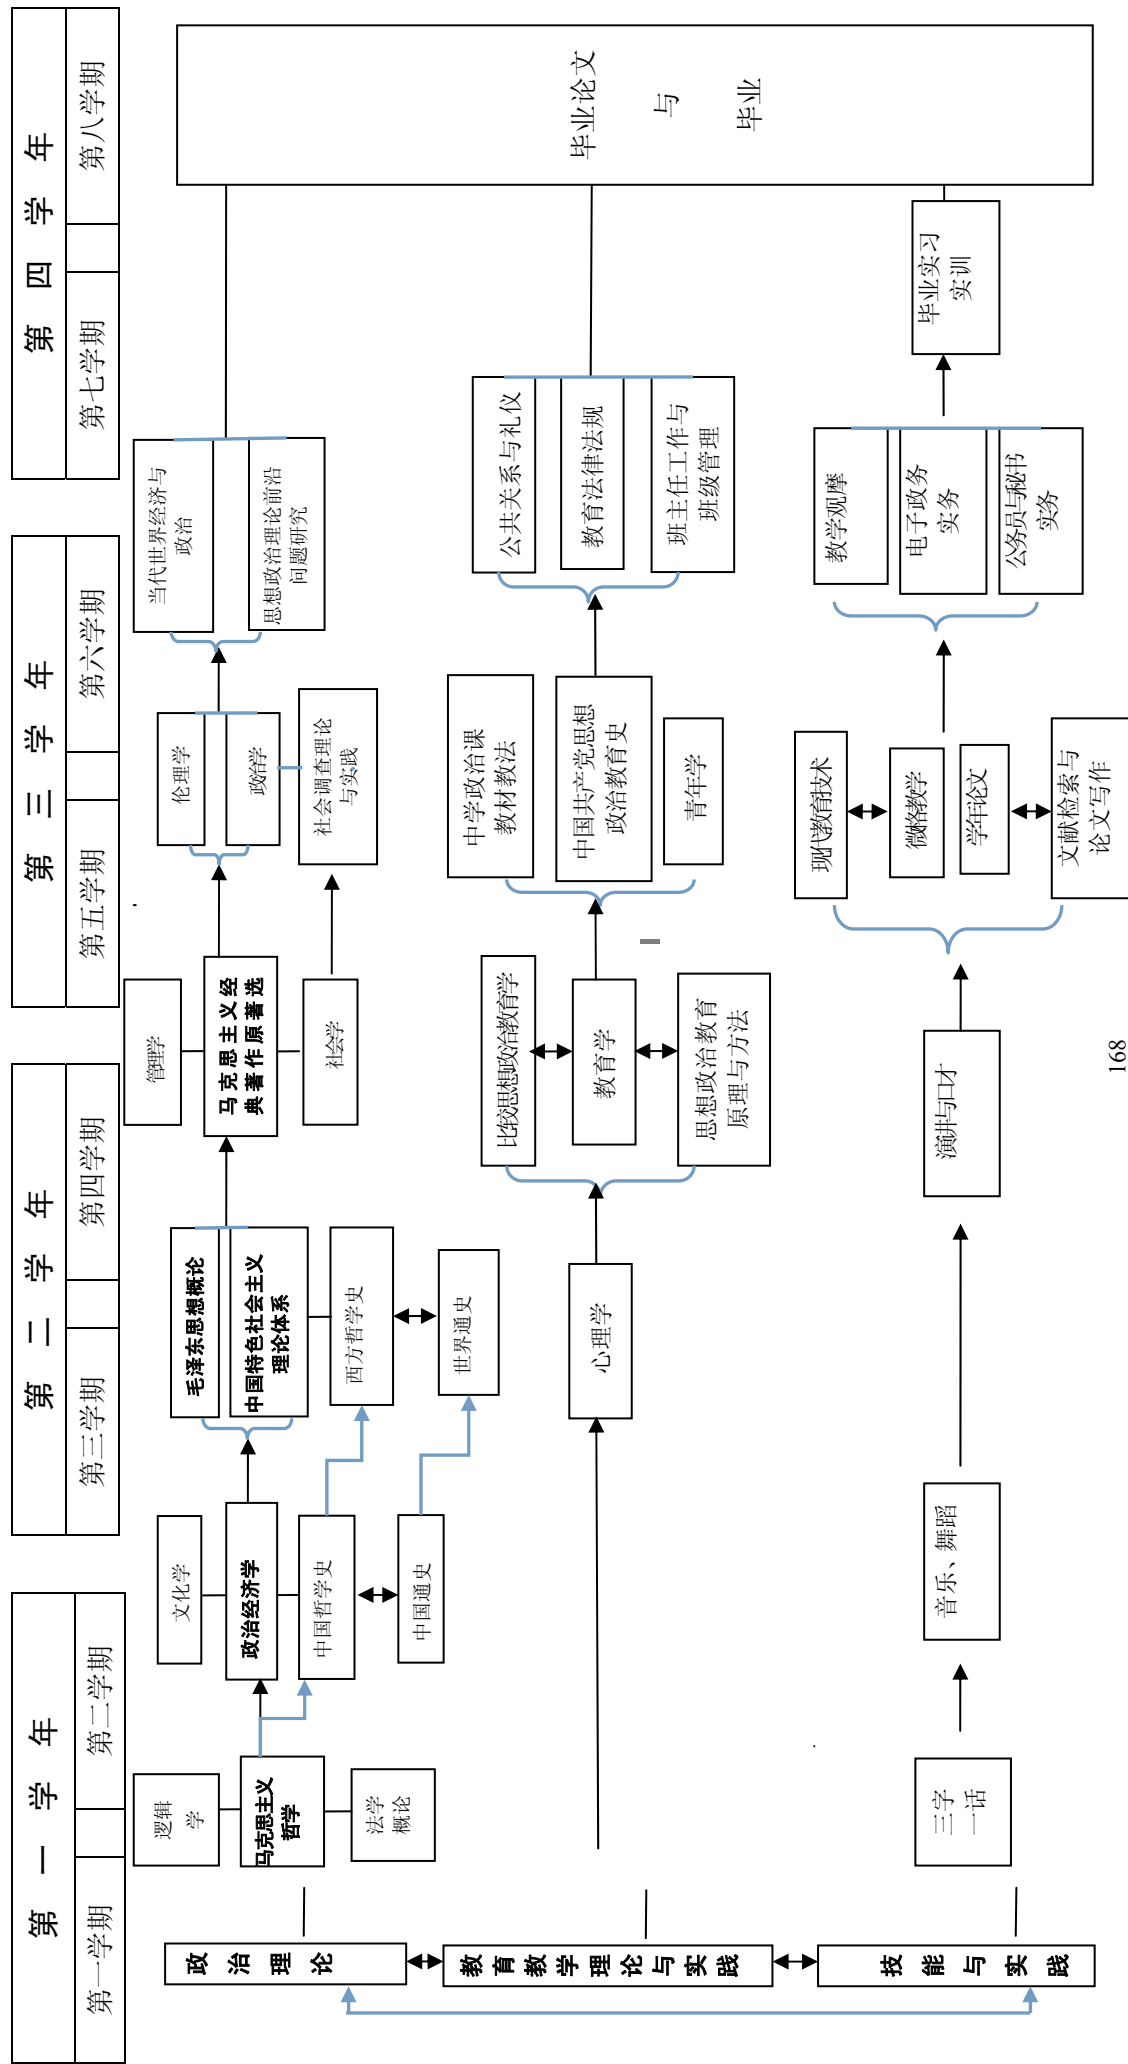 第一学年
第二学年
第三学年
第四学年
第一学期
第二学期
第三学期
第四学期
第五学期
第六学期
第七学期
第八学期
政治理论
逻辑
学
马克思主义
哲学
法学
概论
文化学
政治经济学
中国哲学史
中国通史
毛泽东思想概论
中国特色社会主义
理论体系
西方哲学史
世界通史
管理学
马克思主义经
典著作原著选
社会学
伦理学
政治学
社会调查理论
与实践
当代世界经济与
政治
思想政治理论前沿
问题研究
教育教学理论与实践
心理学
比较思想政治教育学
教育学
思想政治教育
原理与方法
中学政治课
教材教法
中国共产党思想
政治教育史
青年学
公共关系与礼仪
教育法律法规
班主任工作与
班级管理
技能与实践
三字
一话
音乐、舞蹈
演讲与口才
现代教育技术
微格教学
学年论文
文献检索与
论文写作
教学观摩
电子政务
实务
公务员与秘书
实务
毕业实习
实训
毕业论文
与
毕业
168